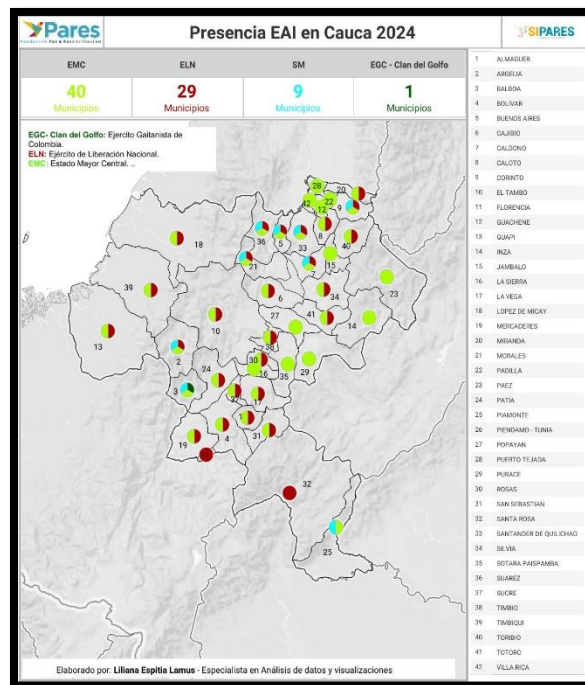 Pares
Fundación Paz & Reconciliación
Presencia EAI en Cauca 2024
SIPARES
EMC
ELN
SM
EGC - Clan del Golfo
40
29
9
1
Municipios
Municipios
Municipios
Municipios
EGC- Clan del Golfo: Ejercito Gaitanista de
Colombia.
ELN: Ejército de Liberación Nacional.
EMC: Estado Mayor Central. ..
28
20
22
42
12
9
36
5
33
8
40
18
21
15
39
6
34
23
10
27
41
14
13
38
2
30
16
35
29
24
3
37
17
1
19
4
31
32
25
1 ALMAGUER
2 ARGELIA
3 BALBOA
4 BOLIVAR
5 BUENOS AIRES
6 CAJIBIO
7 CALDONO
8 CALOTO
9 CORINTO
10 EL TAMBO
11 FLORENCIA
12 GUACHENE
13 GUAPI
14 INZA
15 JAMBALO
16 LA SIERRA
17 LA VEGA
18 LOPEZ DE MICAY
19 MERCADERES
20 MIRANDA
21 MORALES
22 PADILLA
23 PAEZ
24 PATIA
25 PIAMONTE
26 PIENDAMO - TUNIA
27 POPAYAN
28 PUERTO TEJADA
29 PURACE
30 ROSAS
31 SAN SEBASTIAN
32 SANTA ROSA
33 SANTANDER DE QUILICHAO
34 SILVIA
35 SOTARA PAISPAMBA
36 SUAREZ
37 SUCRE
38 TIMBIO
39 TIMBIQUI
40 TORIBIO
41 TOTORO
42 VILLA RICA
Elaborado por: Liliana Espitia Lamus - Especialista en Análisis de datos y visualizaciones